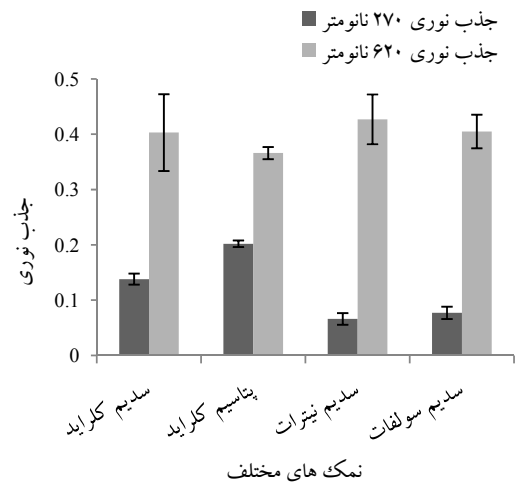 جذب نوری ۲۷۰ نانومتر
جذب نوری ۶۲۰ نانومتر
0.5
0.4
0.3
0.2
0.1
0
جذب نوری
سدیم کلراید
پتاسیم کلراید
سدیم نیترات
سدیم سولفات
نمک های مختلف